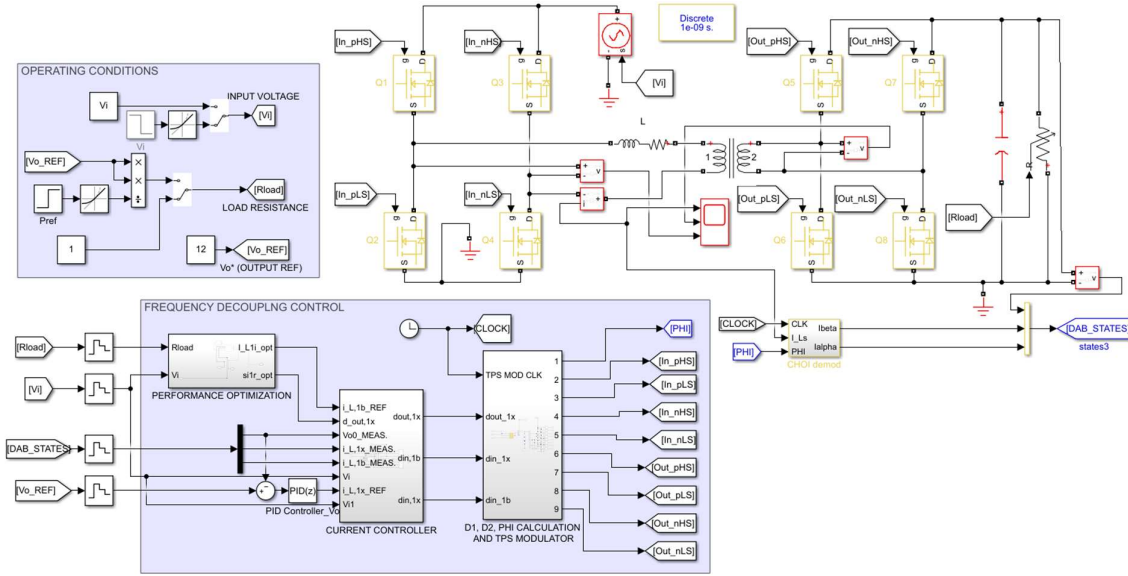 OPERATING CONDITIONS
Vi
INPUT VOLTAGE
[Vi]
Vi
[Vo_REF]
×
×
÷
Pref
[Rload]
LOAD RESISTANCE
1
12
[Vo_REF]
Vo* (OUTPUT REF)
[In_pHS]
g
D
Q1
S
[In_nHS]
g
D
Q3
S
+
-
s
[Vi]
Discrete
1e-09 s.
[Out_pHS]
g
D
Q5
S
[Out_nHS]
g
D
Q7
S
L
+
1
2
+
+
-
v
+
-
v
-
i
+
[In_pLS]
g
D
Q2
S
[In_nLS]
g
D
Q4
S
[Out_pLS]
g
D
Q6
S
[Out_nLS]
g
D
Q8
S
+
+
R
[Rload]
+
-
v
[CLOCK]
[PHI]
CLK
I_Ls
PHI
Ibeta
Ialpha
CHOI demod
[DAB_STATES]
states3
FREQUENCY DECOUPLNG CONTROL
[Rload]
[Vi]
[DAB_STATES]
[Vo_REF]
Rload
Vi
I_L1i_opt
si1r_opt
PERFORMANCE OPTIMIZATION
+
−
PID(z)
PID Controller_Vo
i_L,1b_REF
d_out,1x
Vo0_MEAS.
i_L,1x_MEAS.
i_L,1b_MEAS.
Vi
i_L,1x_REF
Vi1
dout,1x
din,1b
din,1x
CURRENT CONTROLLER
[CLOCK]
TPS MOD CLK
dout_1x
din_1x
din_1b
1
2
3
4
5
6
7
8
9
D1, D2, PHI CALCULATION
AND TPS MODULATOR
[PHI]
[In_pHS]
[In_pLS]
[In_nHS]
[In_nLS]
[Out_pHS]
[Out_pLS]
[Out_nHS]
[Out_nLS]